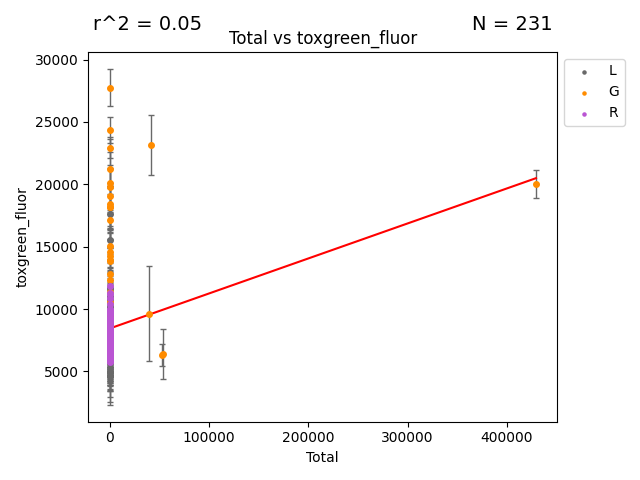 r^2 = 0.05
N = 231
Total vs toxgreen_fluor
30000
25000
20000
15000
10000
5000
toxgreen_fluor
0
100000
200000
300000
400000
Total
L
G
R